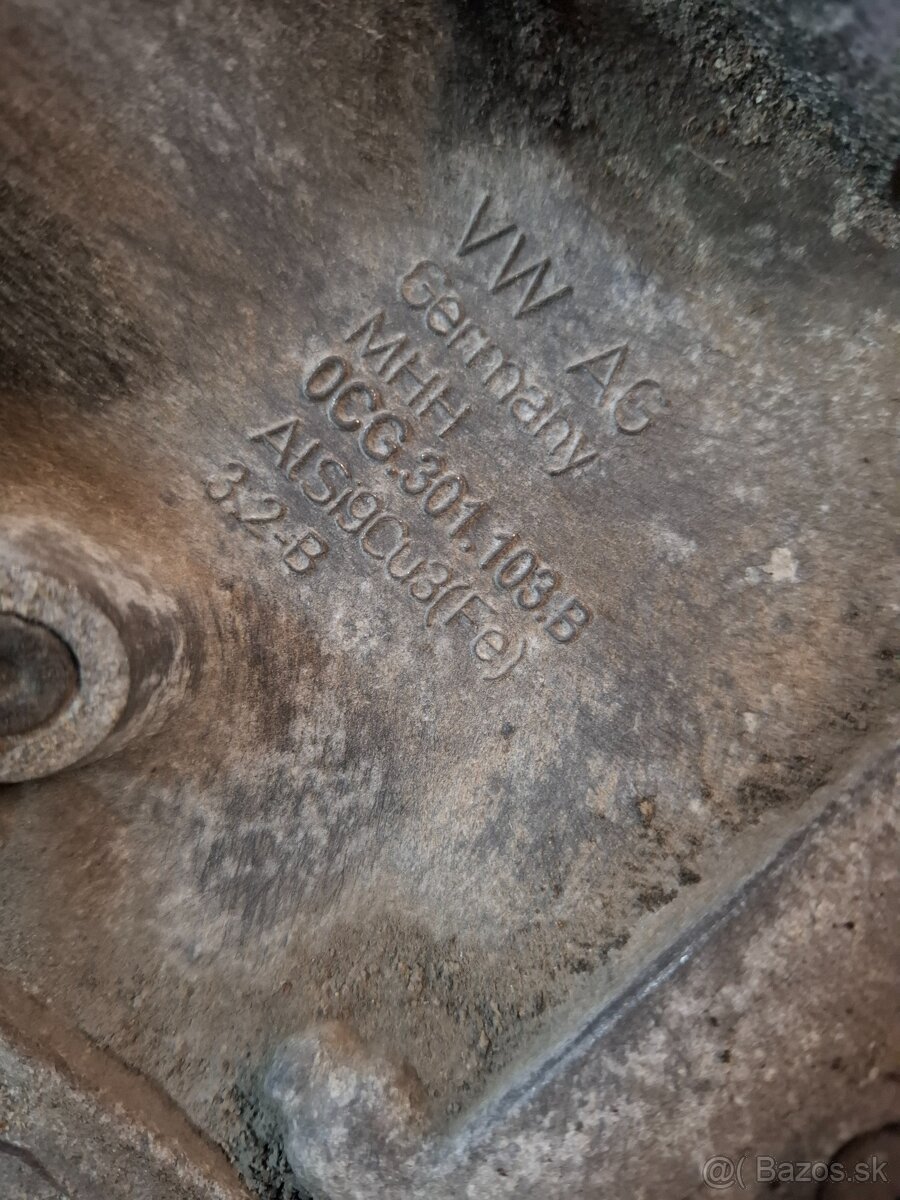 VW AG
Germany
MHH
0CG.301.103.B
AlSi9Cu3(Fe)
3.2-B
@( Bazos.sk